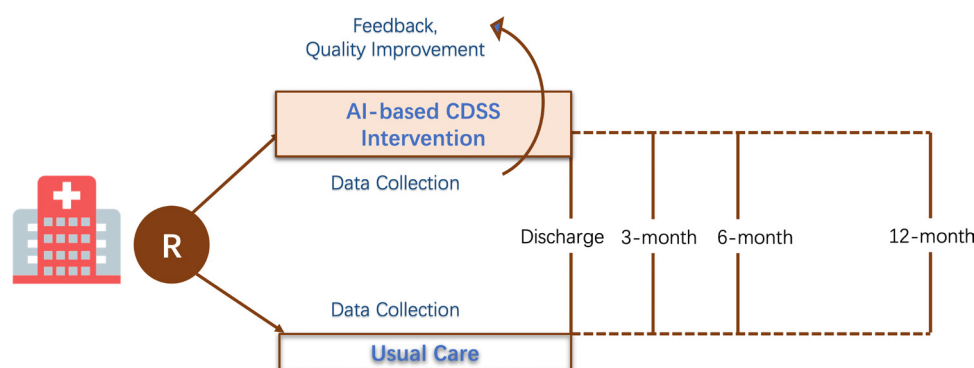 Feedback,
Quality Improvement
AI-based CDSS
Intervention
Data Collection
R
Discharge 3-month 6-month 12-month
Data Collection
Usual Care